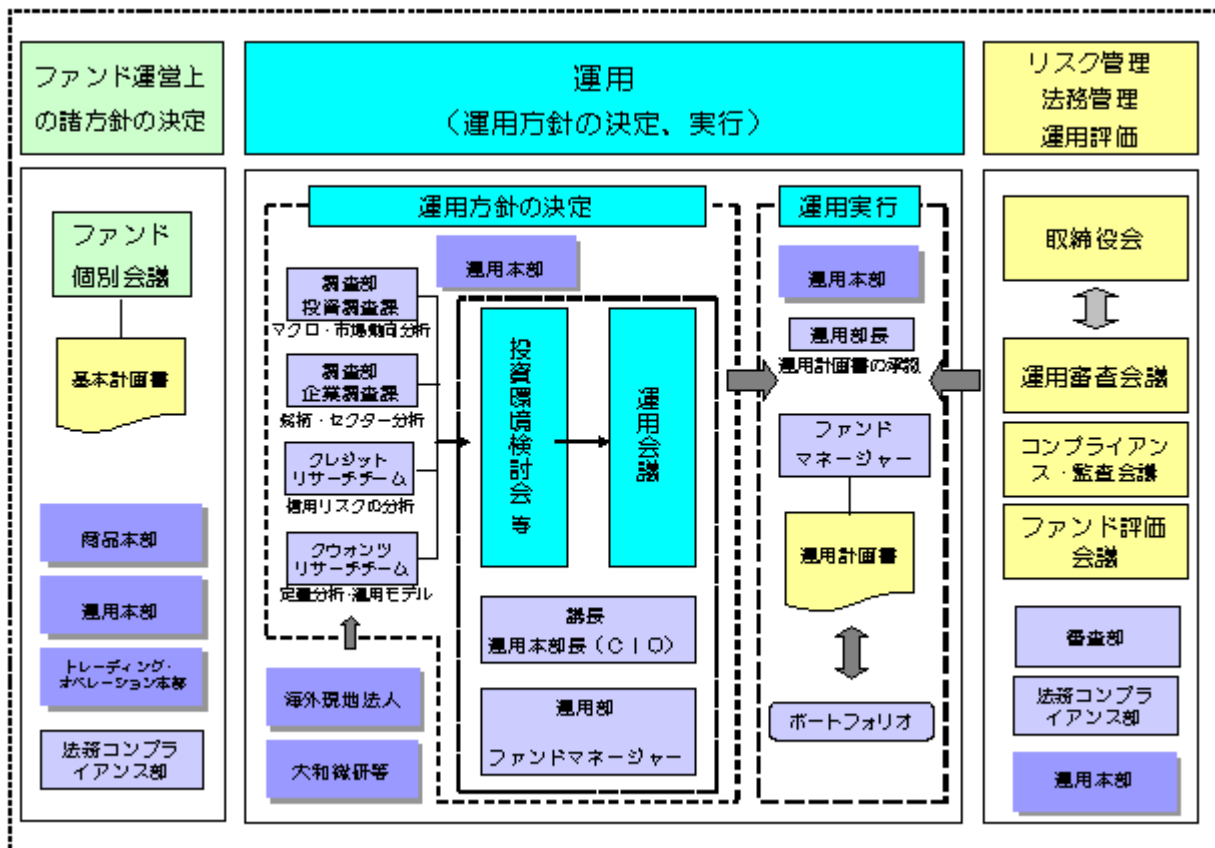 ファンド運営上
の諸方針の決定
運用
（運用方針の決定、実行）
リスク管理
法務管理
運用評価
ファンド
個別会議
基本計画書
商品本部
運用本部
トレーディング・
オペレーション本部
法務コンプラ
イアンス部
運用方針の決定
運用本部
調査部
投資調査課
マクロ・市場動向分析
調査部
企業調査課
銘柄・セクター分析
クレジット
リサーチチーム
信用リスクの分析
クウォンツ
リサーチチーム
定量分析・運用モデル
海外現地法人
大和総研等
投資環境検討会 等
運用会議
議長
運用本部長（ＣＩＯ）
運用部
ファンドマネージャー
運用実行
運用本部
運用部長
運用計画書の承認
ファンド
マネージャー
運用計画書
ポートフォリオ
取締役会
運用審査会議
コンプライアン
ス・監査会議
ファンド評価
会議
審査部
法務コンプラ
イアンス部
運用本部